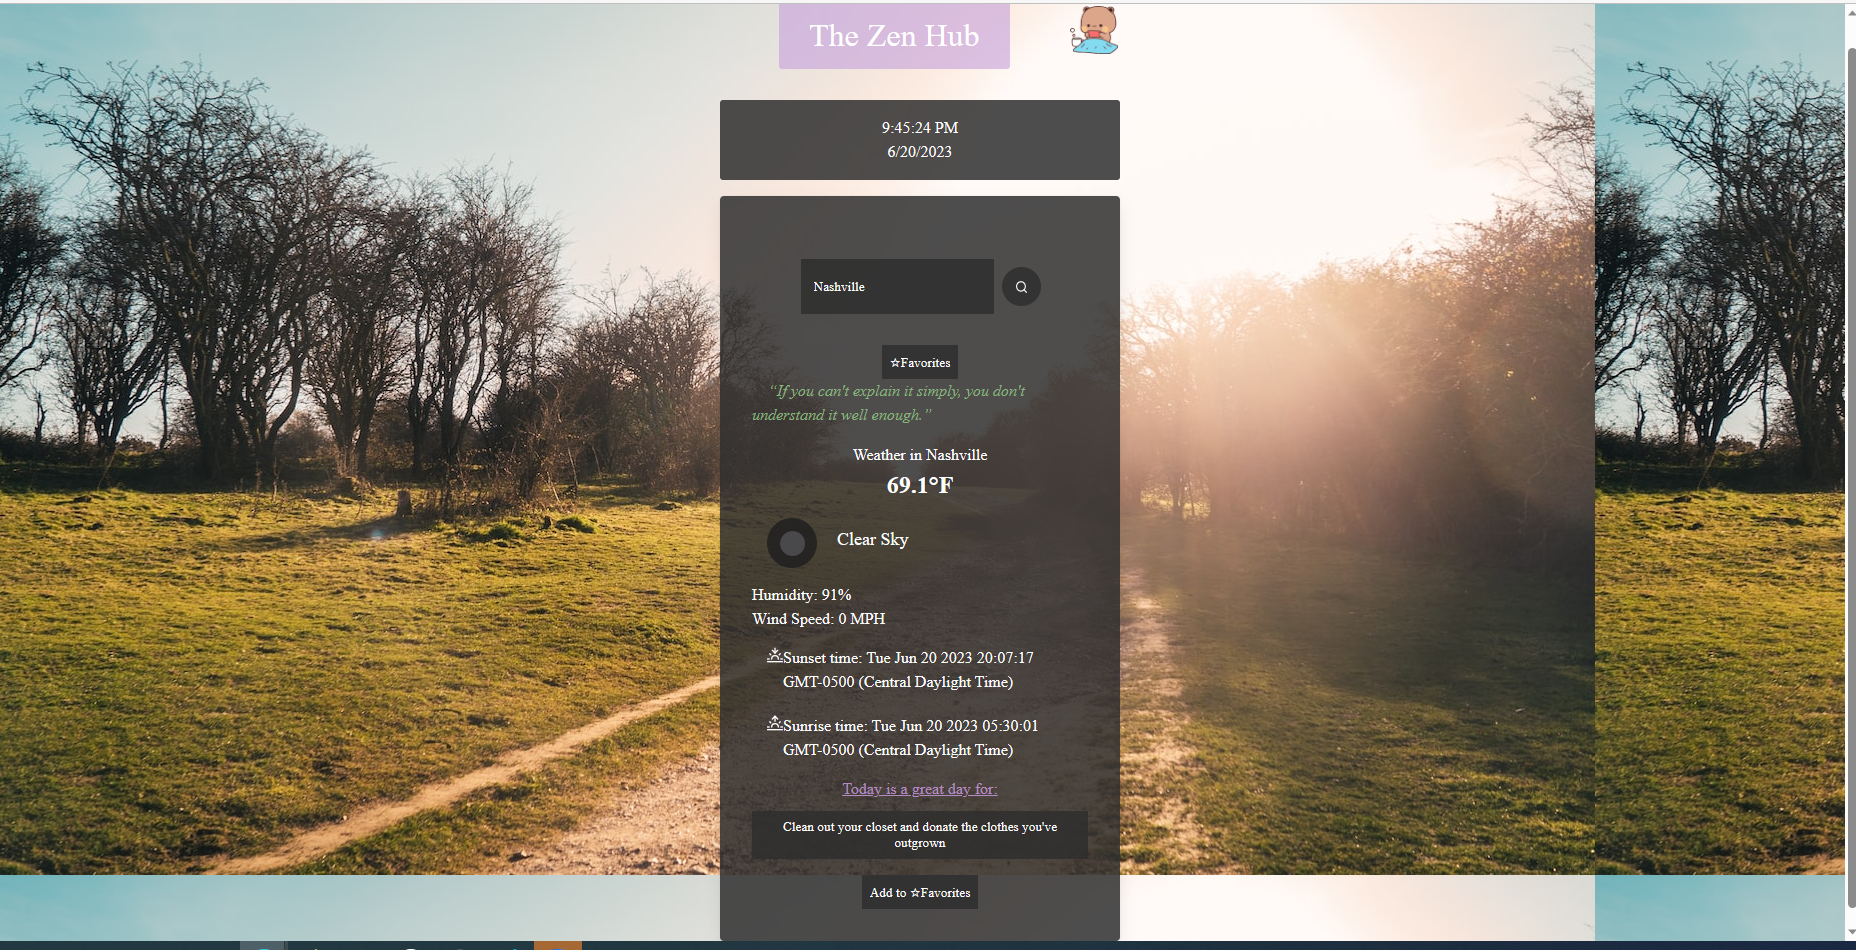 The Zen Hub
9:45:24 PM
6/20/2023
Nashville
☆Favorites
“If you can't explain it simply, you don't
understand it well enough.”
Weather in Nashville
69.1°F
Clear Sky
Humidity: 91%
Wind Speed: 0 MPH
Sunset time: Tue Jun 20 2023 20:07:17
GMT-0500 (Central Daylight Time)
Sunrise time: Tue Jun 20 2023 05:30:01
GMT-0500 (Central Daylight Time)
Today is a great day for:
Clean out your closet and donate the clothes you've
outgrown
Add to ☆Favorites